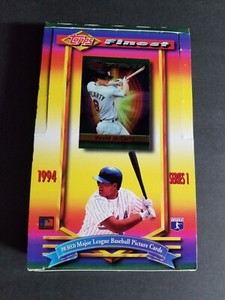 Topps
Finest
1994
SERIES 1
Major League Baseball Picture Cards